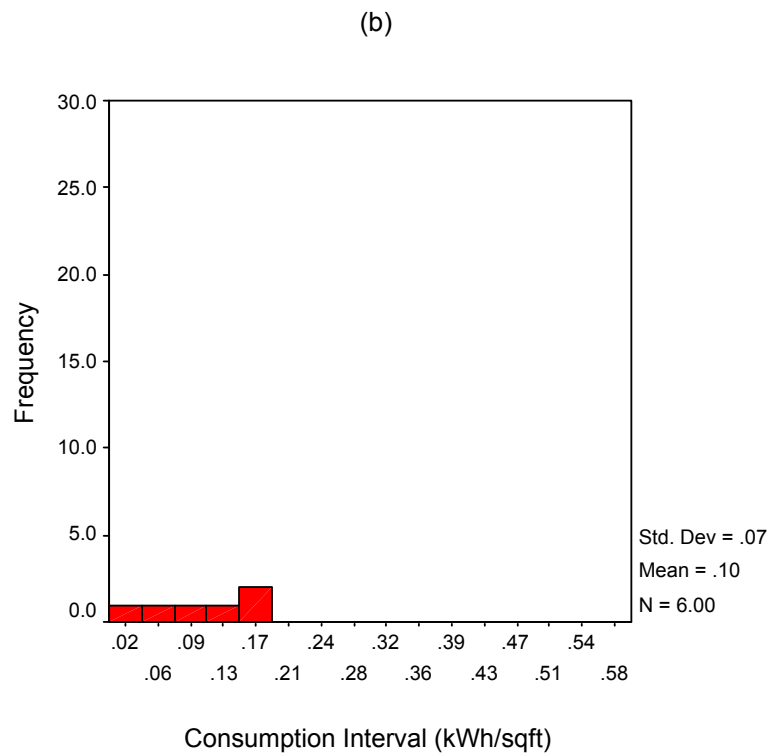 (b)
30.0
25.0
20.0
15.0
10.0
5.0
0.0
Frequency
Std. Dev = .07
Mean = .10
N = 6.00
.02 .09 .17 .24 .32 .39 .47 .54
.06 .13 .21 .28 .36 .43 .51 .58
Consumption Interval (kWh/sqft)